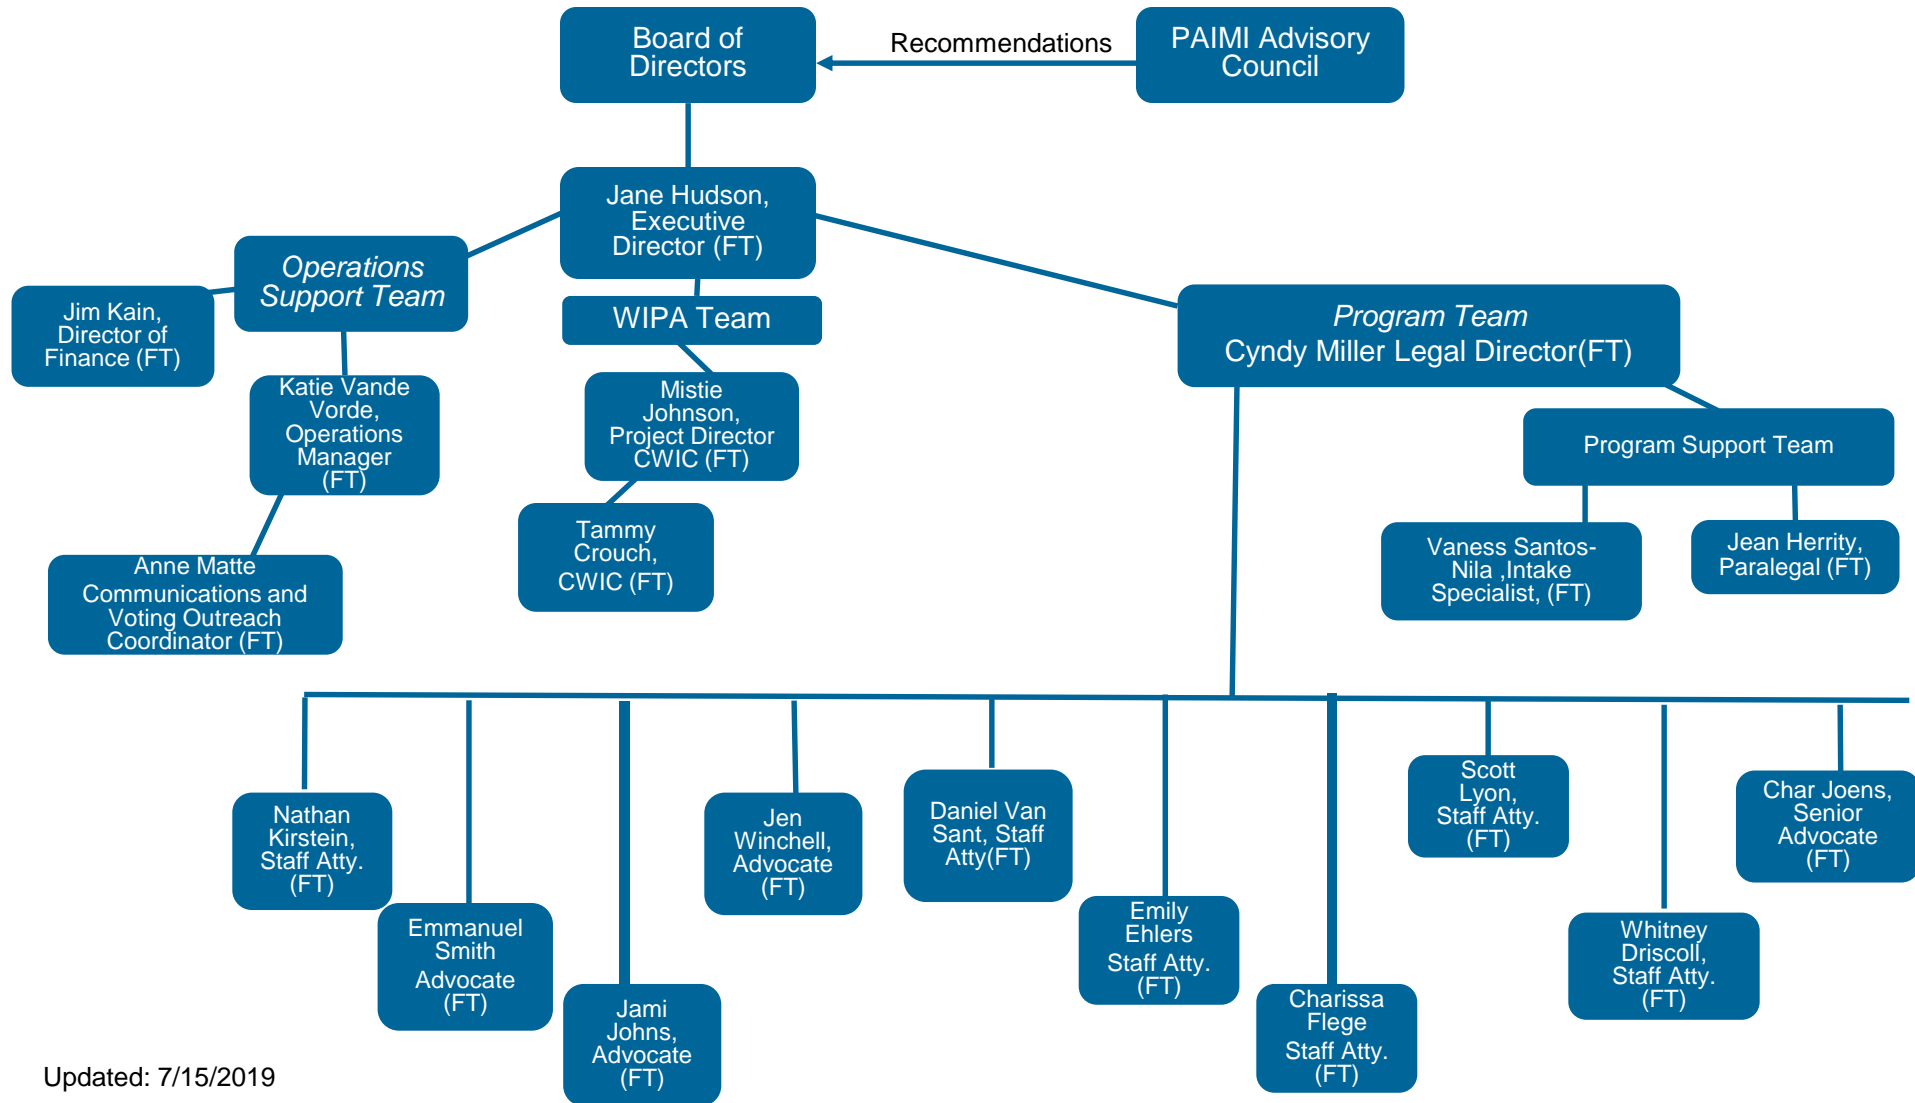 Board of
Directors
Recommendations
PAIMI Advisory
Council
Jane Hudson,
Executive
Director (FT)
Operations
Support Team
Jim Kain,
Director of
Finance (FT)
WIPA Team
Program Team
Cyndy Miller Legal Director(FT)
Katie Vande
Vorde,
Operations
Manager
(FT)
Mistie
Johnson,
Project Director
CWIC (FT)
Program Support Team
Anne Matte
Communications and
Voting Outreach
Coordinator (FT)
Tammy
Crouch,
CWIC (FT)
Vaness Santos-
Nila ,Intake
Specialist, (FT)
Jean Herrity,
Paralegal (FT)
Nathan
Kirstein,
Staff Atty.
(FT)
Emmanuel
Smith
Advocate
(FT)
Jami
Johns,
Advocate
(FT)
Jen
Winchell,
Advocate
(FT)
Daniel Van
Sant, Staff
Atty(FT)
Emily
Ehlers
Staff Atty.
(FT)
Charissa
Flege
Staff Atty.
(FT)
Scott
Lyon,
Staff Atty.
(FT)
Whitney
Driscoll,
Staff Atty.
(FT)
Char Joens,
Senior
Advocate
(FT)
Updated: 7/15/2019